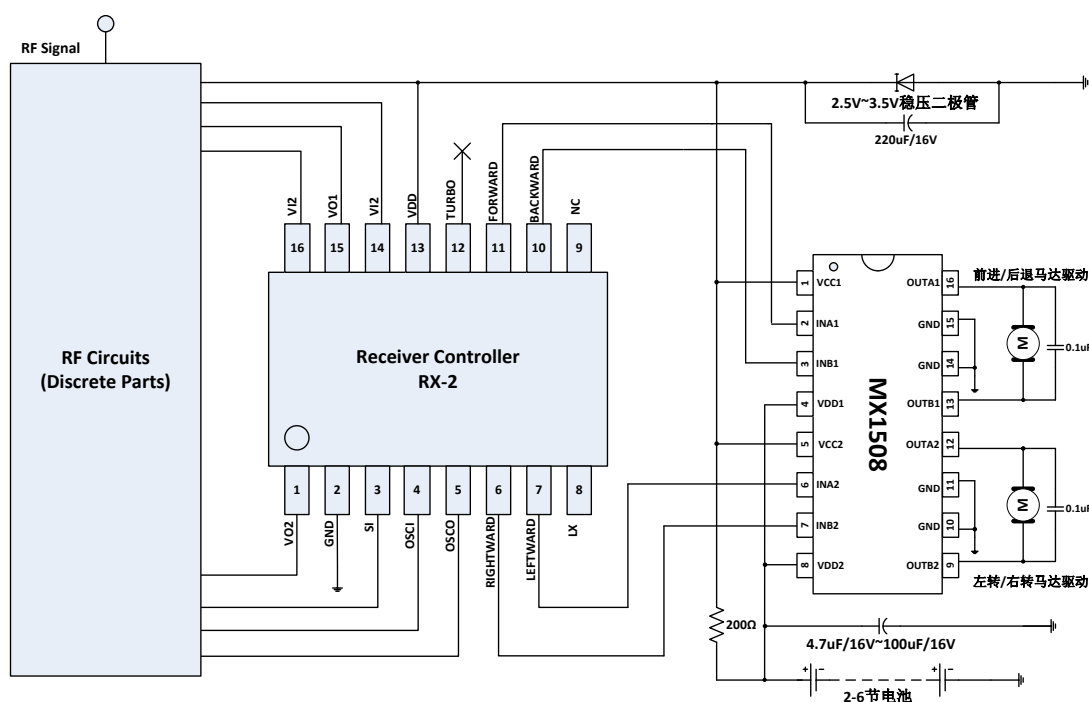 RF Signal
RF Circuits
(Discrete Parts)
2.5V~3.5V稳压二极管
220uF/16V
VI2
VO1
VI2
VDD
TURBO
FORWARD
BACKWARD
NC
16
15
14
13
12
11
10
9
Receiver Controller
RX-2
1
2
3
4
5
6
7
8
VO2
GND
SI
OSCI
OSCO
RIGHTWARD
LEFTWARD
LX
MX1508
1 VCC1
2 INA1
3 INB1
4 VDD1
5 VCC2
6 INA2
7 INB2
8 VDD2
OUTA1 16
GND 15
GND 14
OUTB1 13
OUTA2 12
GND 11
GND 10
OUTB2 9
前进/后退马达驱动
M
0.1uF
M
0.1uF
左转/右转马达驱动
200Ω
4.7uF/16V~100uF/16V
+ -
+ -
2-6节电池